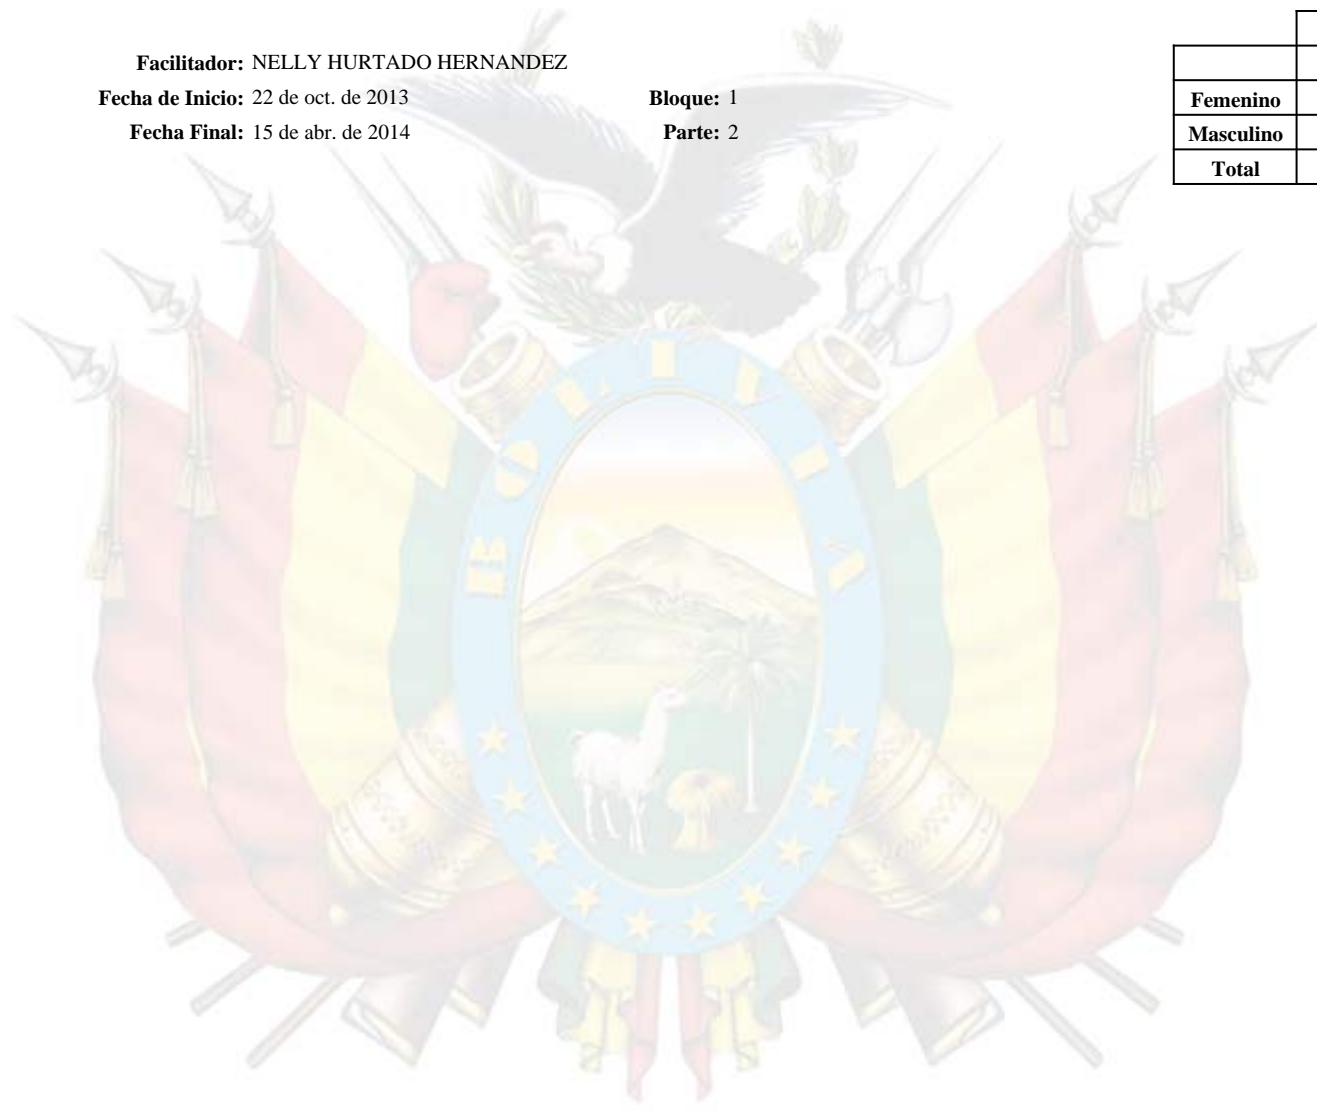 Facilitador: NELLY HURTADO HERNANDEZ
Fecha de Inicio: 22 de oct. de 2013 Bloque: 1
Fecha Final: 15 de abr. de 2014 Parte: 2
Femenino
Masculino
Total
BOLIVIA